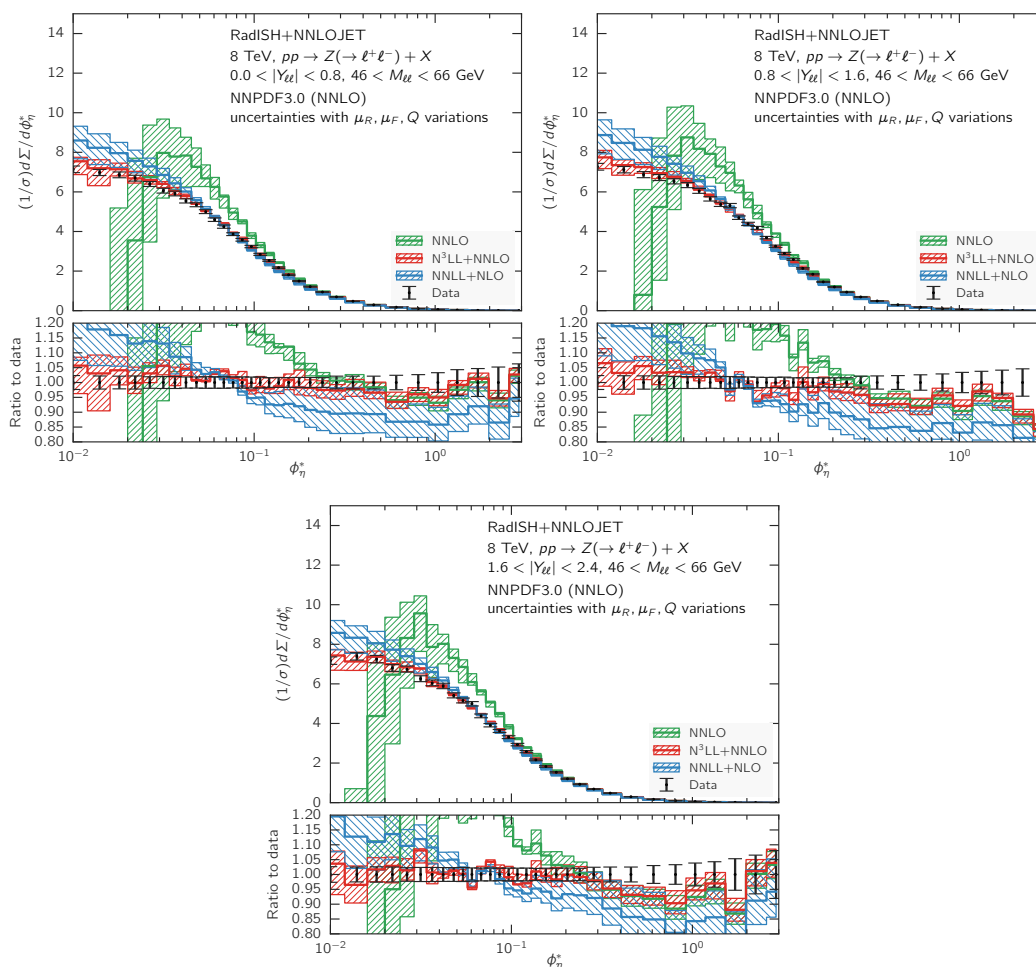 RadISH+NNLOJET
8 TeV, pp → Z(→ ℓ⁺ℓ⁻) + X
0.0 < |Yℓℓ| < 0.8, 46 < Mℓℓ < 66 GeV
NNPDF3.0 (NNLO)
uncertainties with μR, μF, Q variations
(1/σ)dΣ/dφ*η
14
12
10
8
6
4
2
0
NNLO
N³LL+NNLO
NNLL+NLO
Data
Ratio to data
1.20
1.15
1.10
1.05
1.00
0.95
0.90
0.85
0.80
10⁻²
10⁻¹
10⁰
φ*η
RadISH+NNLOJET
8 TeV, pp → Z(→ ℓ⁺ℓ⁻) + X
0.8 < |Yℓℓ| < 1.6, 46 < Mℓℓ < 66 GeV
NNPDF3.0 (NNLO)
uncertainties with μR, μF, Q variations
(1/σ)dΣ/dφ*η
14
12
10
8
6
4
2
0
NNLO
N³LL+NNLO
NNLL+NLO
Data
Ratio to data
1.20
1.15
1.10
1.05
1.00
0.95
0.90
0.85
0.80
10⁻²
10⁻¹
10⁰
φ*η
RadISH+NNLOJET
8 TeV, pp → Z(→ ℓ⁺ℓ⁻) + X
1.6 < |Yℓℓ| < 2.4, 46 < Mℓℓ < 66 GeV
NNPDF3.0 (NNLO)
uncertainties with μR, μF, Q variations
(1/σ)dΣ/dφ*η
14
12
10
8
6
4
2
0
NNLO
N³LL+NNLO
NNLL+NLO
Data
Ratio to data
1.20
1.15
1.10
1.05
1.00
0.95
0.90
0.85
0.80
10⁻²
10⁻¹
10⁰
φ*η